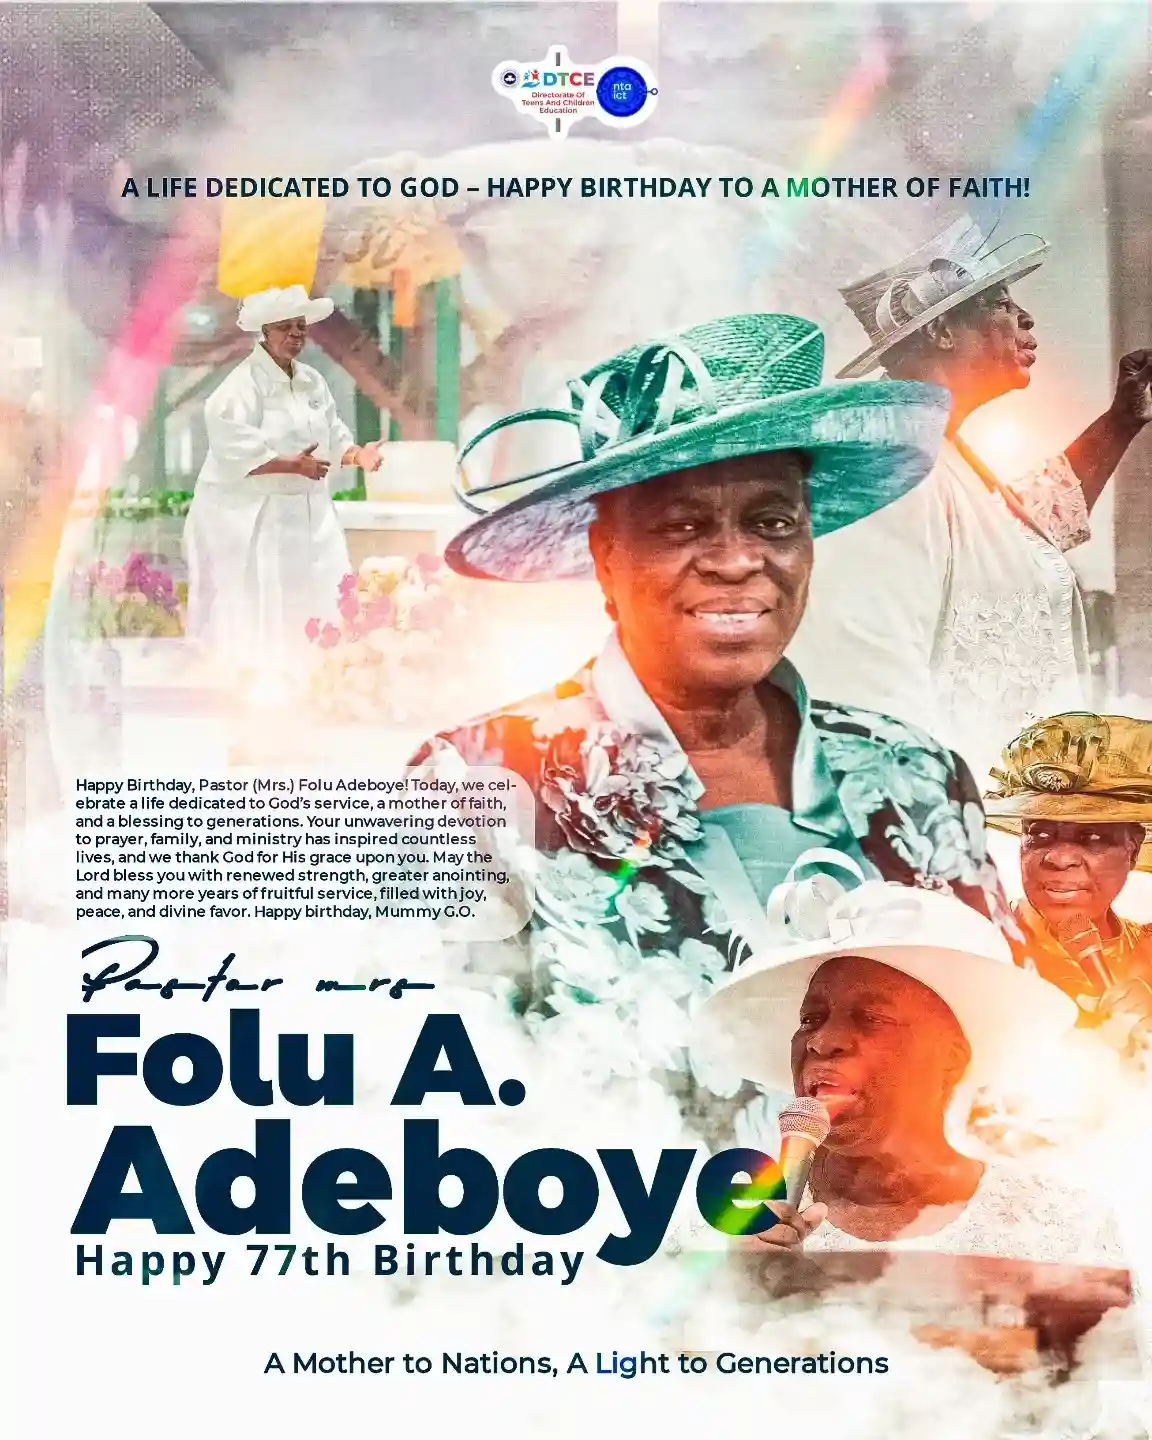 DTCE
Directorate Of
Teens And Children
Education
nta
ict
A LIFE DEDICATED TO GOD – HAPPY BIRTHDAY TO A MOTHER OF FAITH!
Happy Birthday, Pastor (Mrs.) Folu Adeboye! Today, we cel-
ebrate a life dedicated to God's service, a mother of faith,
and a blessing to generations. Your unwavering devotion
to prayer, family, and ministry has inspired countless
lives, and we thank God for His grace upon you. May the
Lord bless you with renewed strength, greater anointing,
and many more years of fruitful service, filled with joy,
peace, and divine favor. Happy birthday, Mummy G.O.
Pastor mrs
Folu A.
Adeboye
Happy 77th Birthday
A Mother to Nations, A Light to Generations